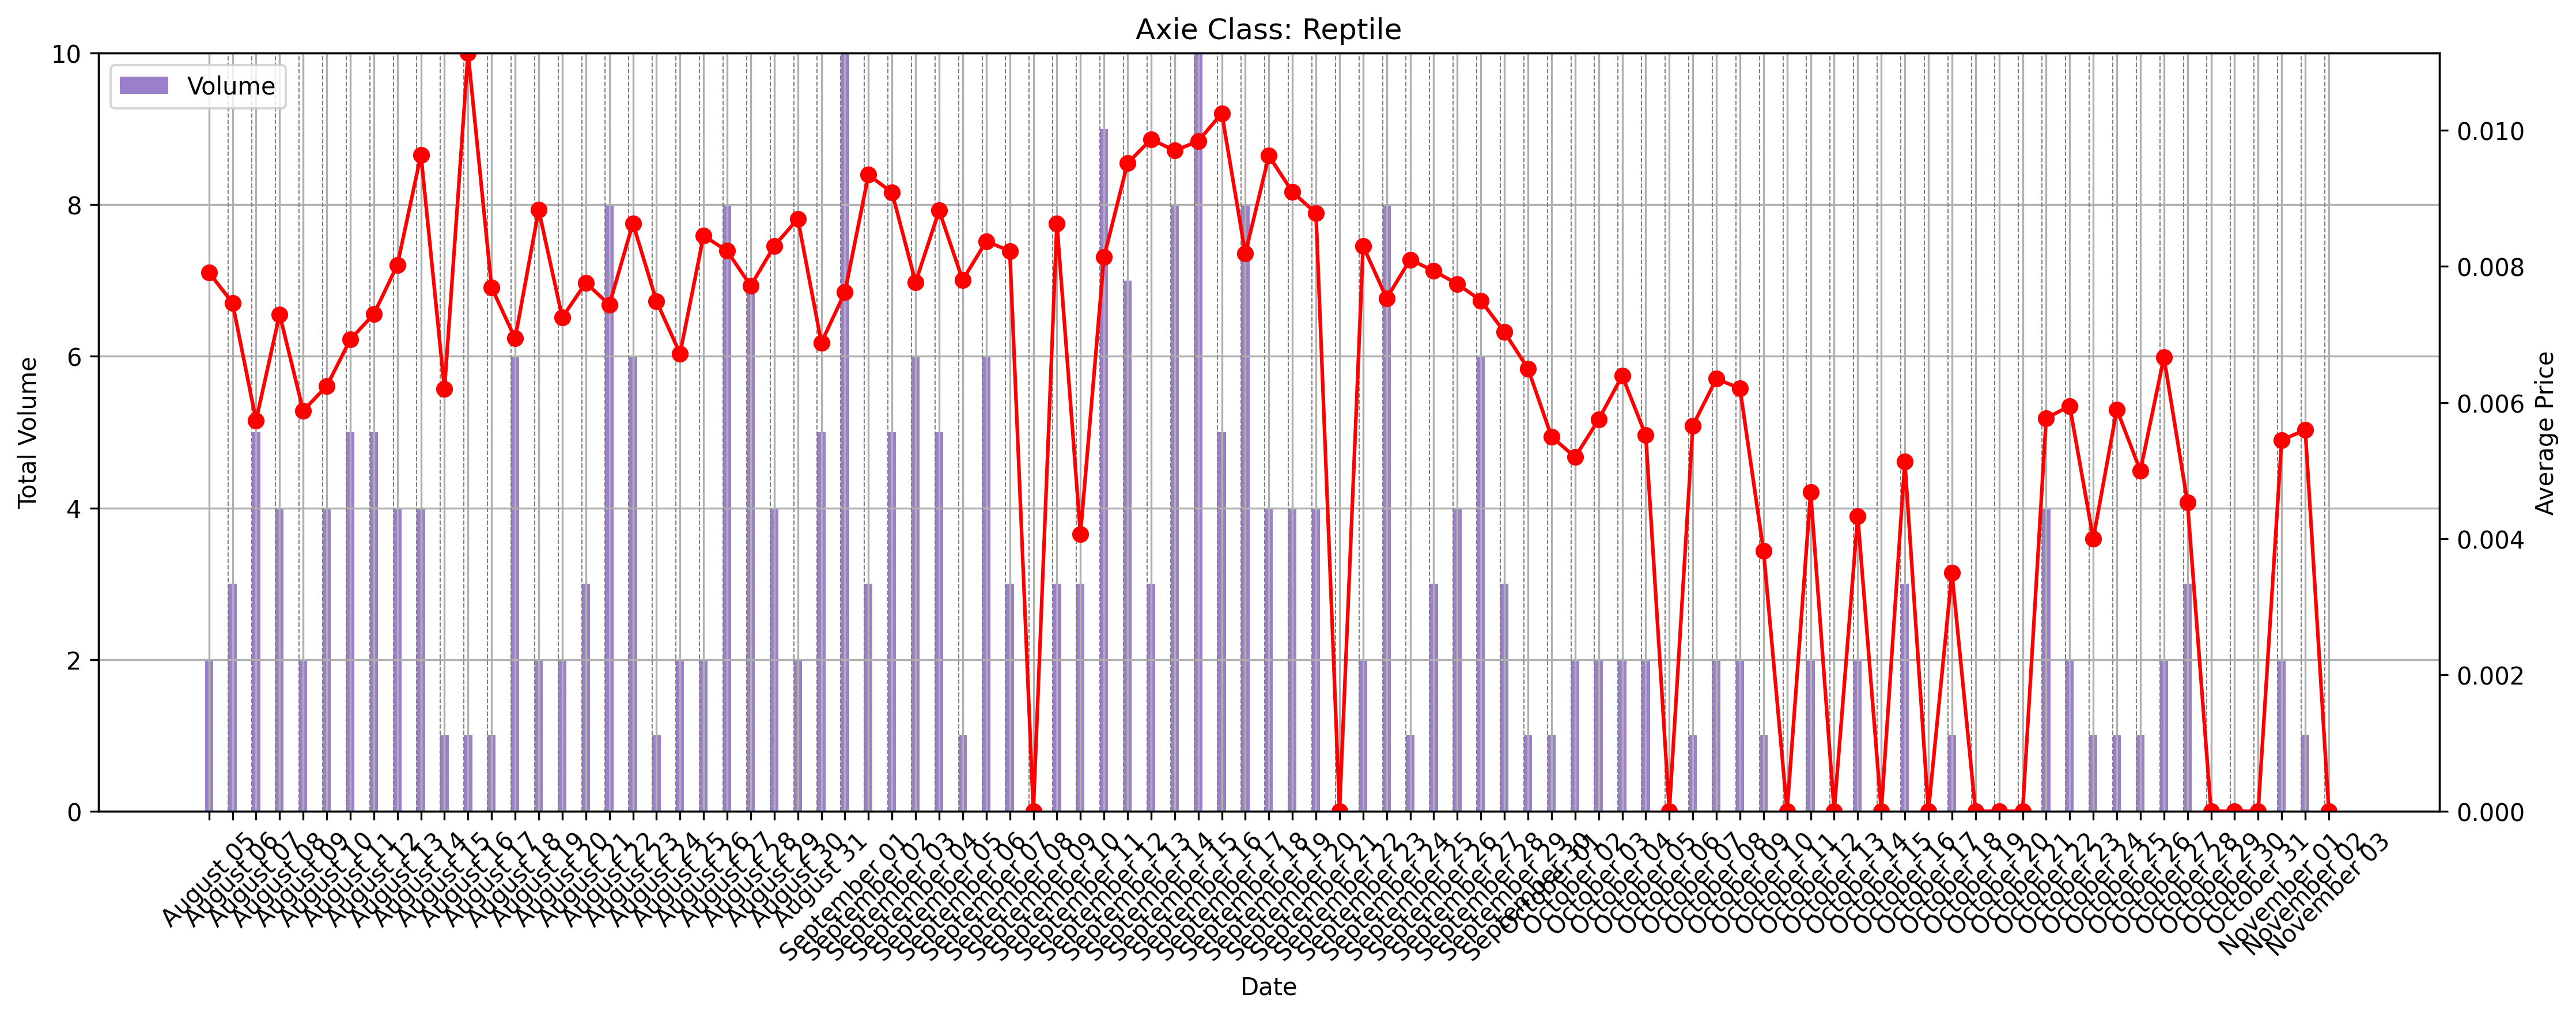 Axie Class: Reptile
Volume
Total Volume
10
8
6
4
2
0
Average Price
0.010
0.008
0.006
0.004
0.002
0.000
August 05
August 06
August 07
August 08
August 09
August 10
August 11
August 12
August 13
August 14
August 15
August 16
August 17
August 18
August 19
August 20
August 21
August 22
August 23
August 24
August 25
August 26
August 27
August 28
August 29
August 30
August 31
September 01
September 02
September 03
September 04
September 05
September 06
September 07
September 08
September 09
September 10
September 11
September 12
September 13
September 14
September 15
September 16
September 17
September 18
September 19
September 20
September 21
September 22
September 23
September 24
September 25
September 26
September 27
September 28
September 29
September 30
October 01
October 02
October 03
October 04
October 05
October 06
October 07
October 08
October 09
October 10
October 11
October 12
October 13
October 14
October 15
October 16
October 17
October 18
October 19
October 20
October 21
October 22
October 23
October 24
October 25
October 26
October 27
October 28
October 29
October 30
October 31
November 01
November 02
November 03
Date